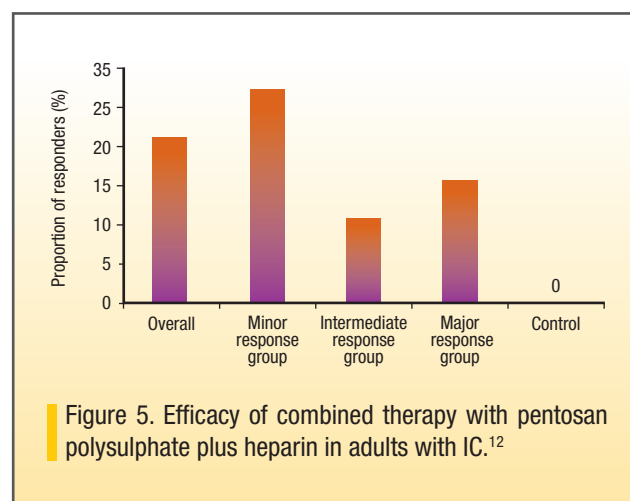 Proportion of responders (%)
35
25
20
15
10
5
0
0
Overall
Minor
response
group
Intermediate
response
group
Major
response
group
Control
Figure 5. Efficacy of combined therapy with pentosan
polysulphate plus heparin in adults with IC.12